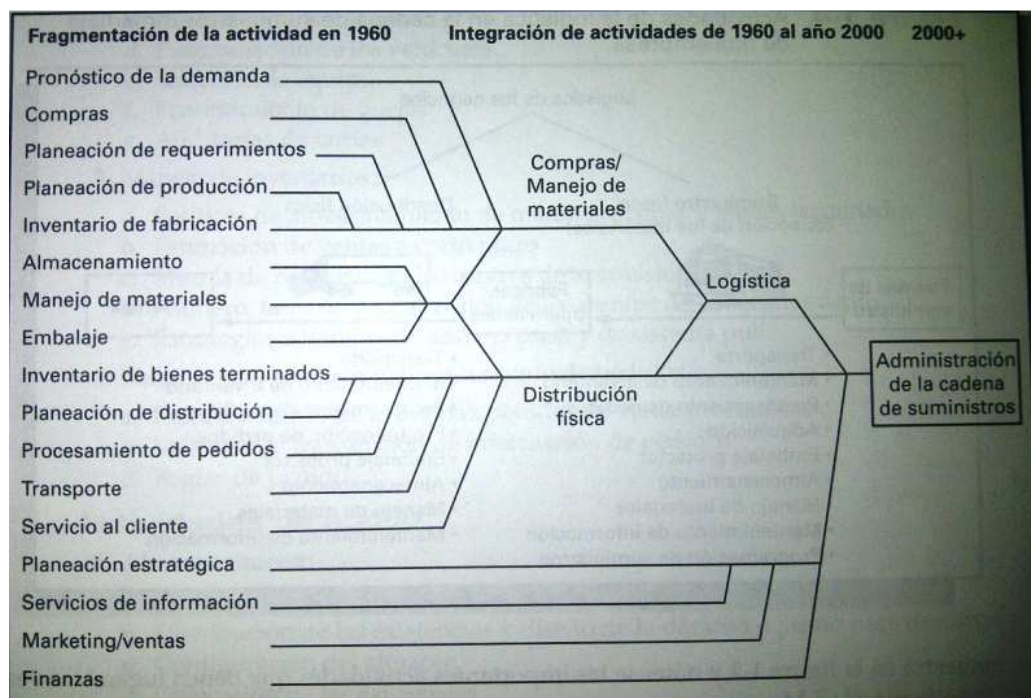 Fragmentación de la actividad en 1960 Integración de actividades de 1960 al año 2000 2000+
Pronóstico de la demanda
Compras
Planeación de requerimientos
Planeación de producción
Inventario de fabricación
Almacenamiento
Manejo de materiales
Embalaje
Inventario de bienes terminados
Planeación de distribución
Procesamiento de pedidos
Transporte
Servicio al cliente
Planeación estratégica
Servicios de información
Marketing/ventas
Finanzas
Compras/
Manejo de
materiales
Distribución
física
Logística
Administración
de la cadena
de suministros